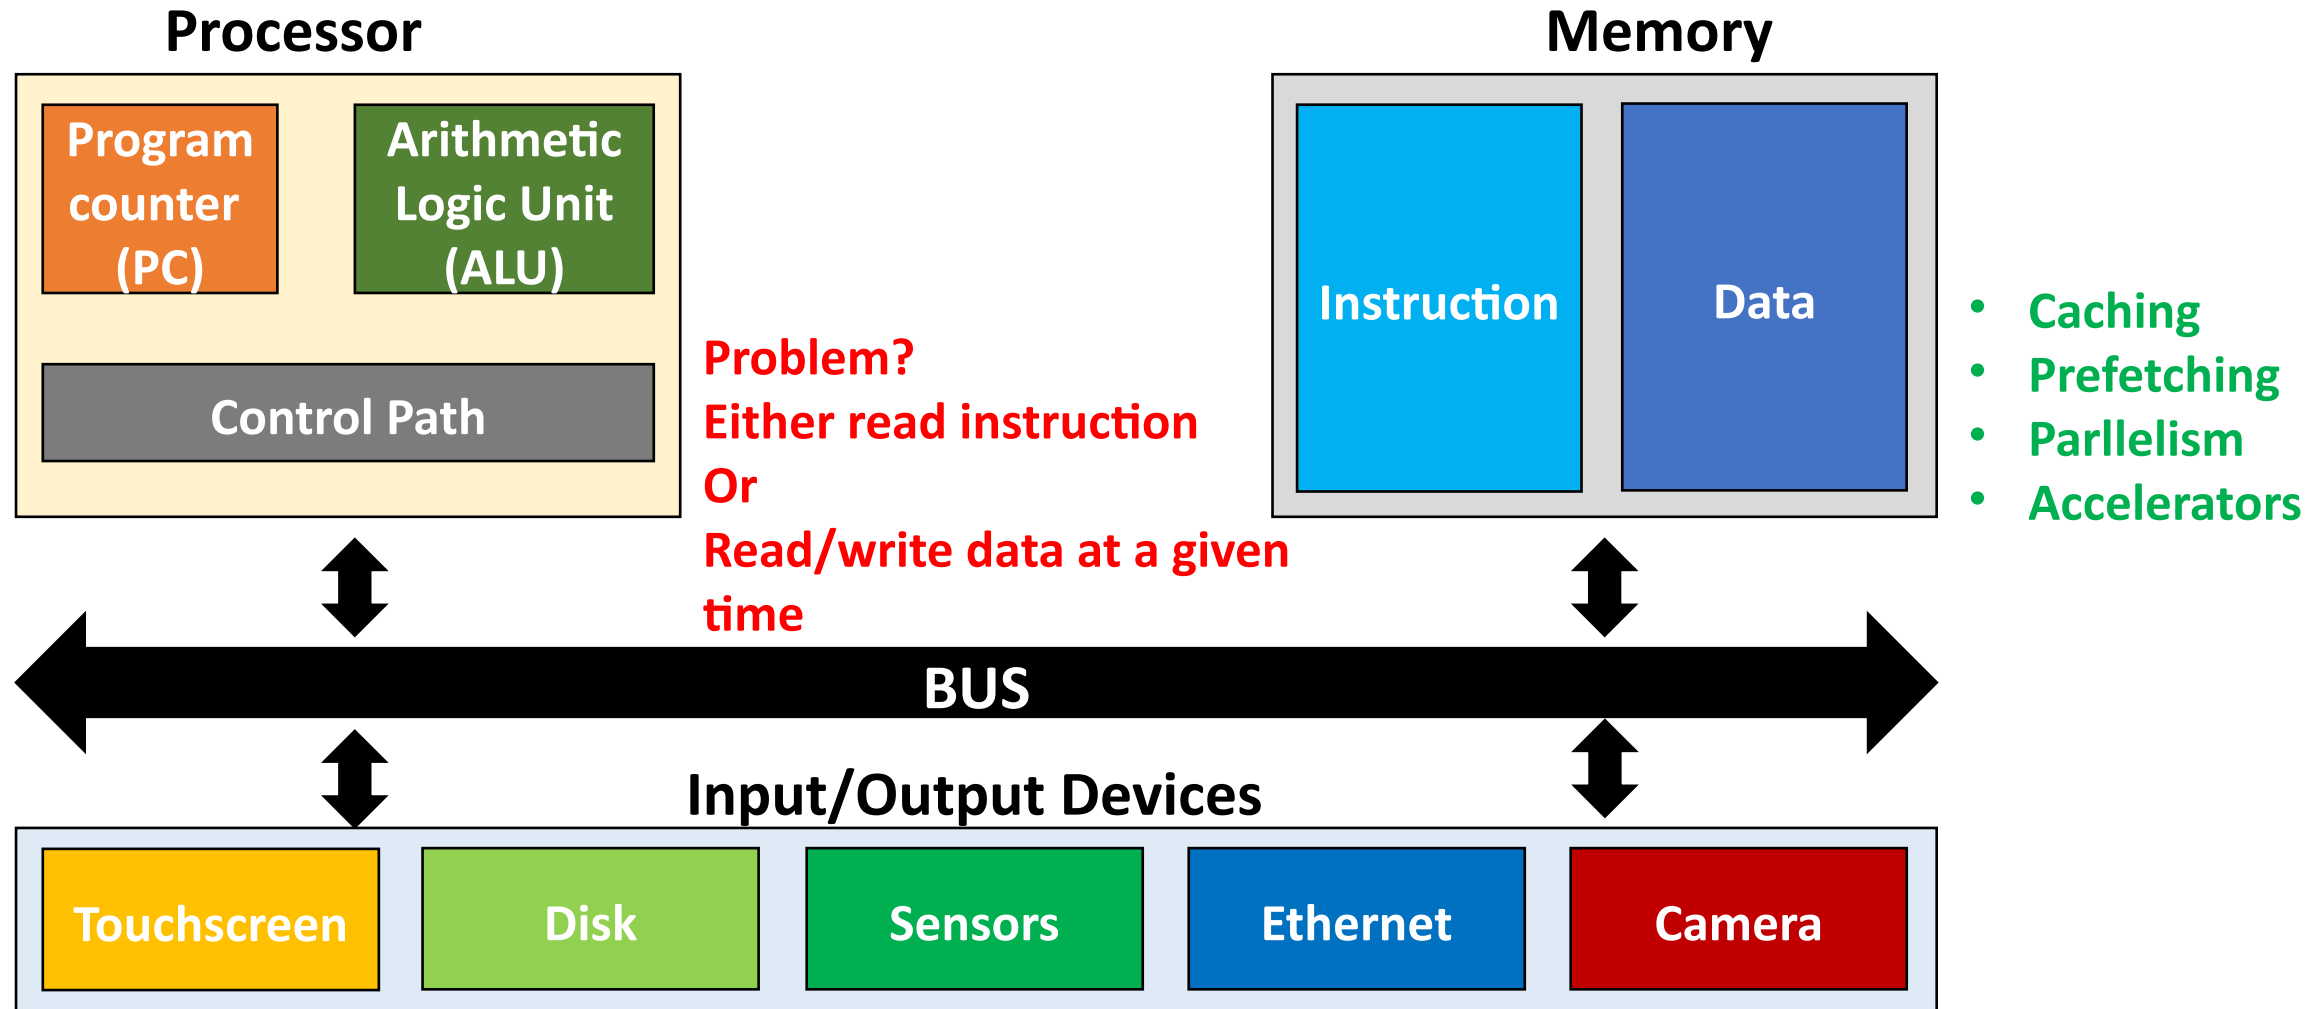 Processor
Program
counter
(PC)
Arithmetic
Logic Unit
(ALU)
Control Path
Problem?
Either read instruction
Or
Read/write data at a given
time
Memory
Instruction
Data
• Caching
• Prefetching
• Parllelism
• Accelerators
BUS
Input/Output Devices
Touchscreen
Disk
Sensors
Ethernet
Camera